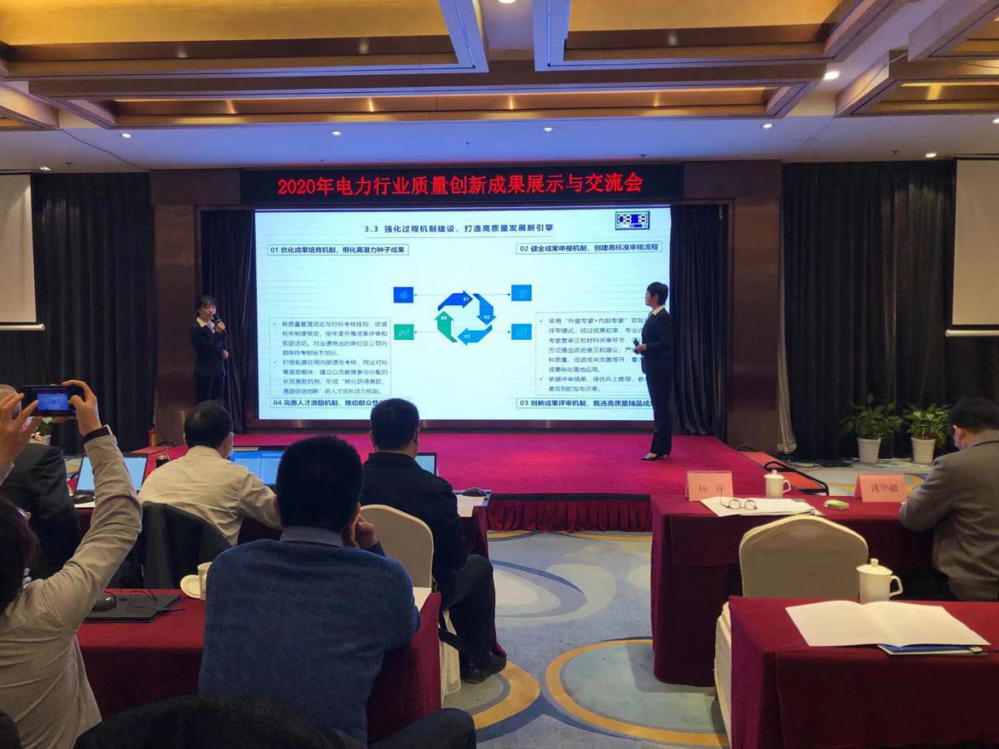 2020年电力行业质量创新成果展示与交流会
08 18
3.3 强化过程机制建设，打造高质量发展新引擎
01 优化成果培育机制，孵化高潜力种子成果
02 健全成果申报机制，创建高标准审核流程
01
02
03
04
✓ 将质量管理活动与对标考核挂钩，依据
相关制度规定，按年度开展成果评审和
奖励活动。对业绩突出的单位在公司内
部年终考核给予加分。
✓ 积极拓展应用内部绩效考核、同业对标
等激励载体，建立以贡献度参与分配的
长效激励机制，形成“转化获得激励、
激励促进创新”的人才成长动力机制。
✓ 采用“外部专家+内部专家”双轮
评审模式，经过成果初审、专业评
专家复审三轮材料评审环节，
方式提出改进意见和建议，严
料质量，促进成果完善提升，着力
成果转化落地应用。
✓ 依据评审结果，择优向上推荐，参
高级别的发布评审。
04 完善人才激励机制，推动群众性
03 创新成果评审机制，甄选高质量精品成
杨 萍
沈华超